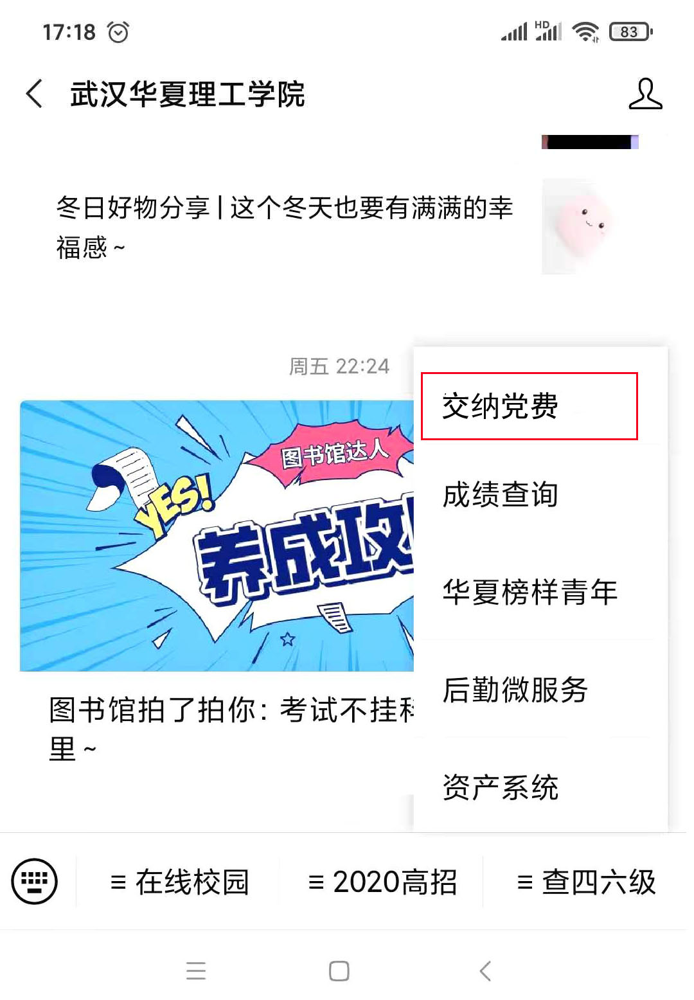 17:18
HD
83
武汉华夏理工学院
冬日好物分享 | 这个冬天也要有满满的幸
福感 ~
周五 22:24
图书馆达人
YES!
养成攻
图书馆拍了拍你: 考试不挂科
里 ~
交纳党费
成绩查询
华夏榜样青年
后勤微服务
资产系统
在线校园
2020高招
查四六级